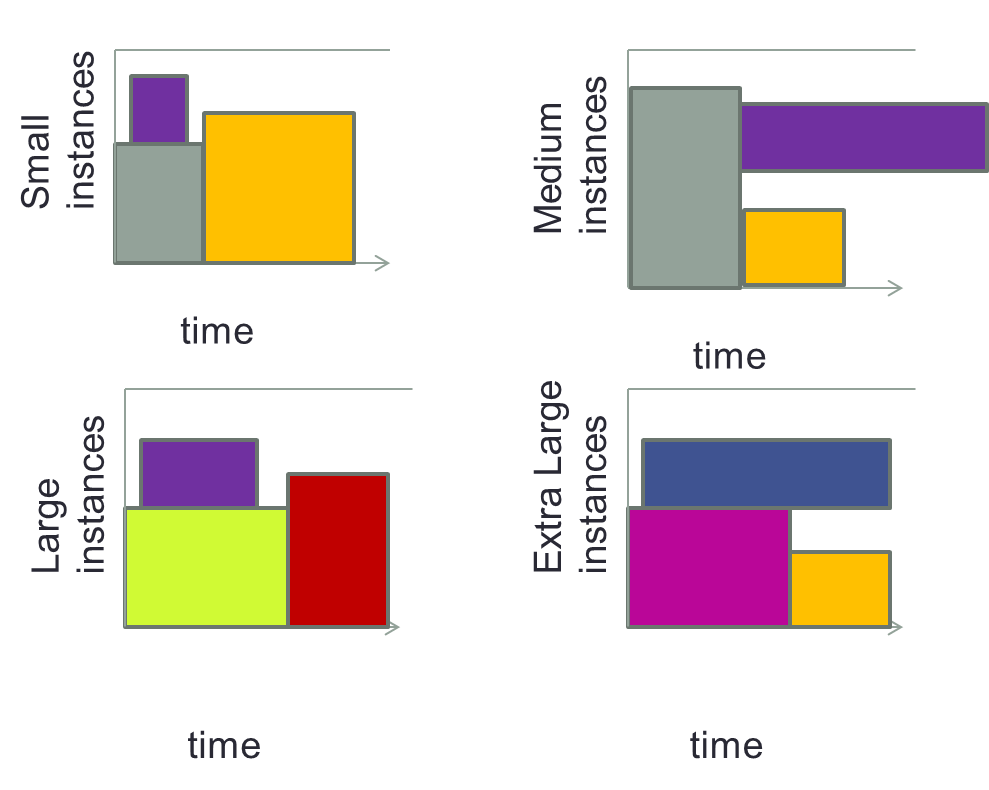 Small
instances
time
Medium
instances
time
Large
instances
time
Extra Large
instances
time